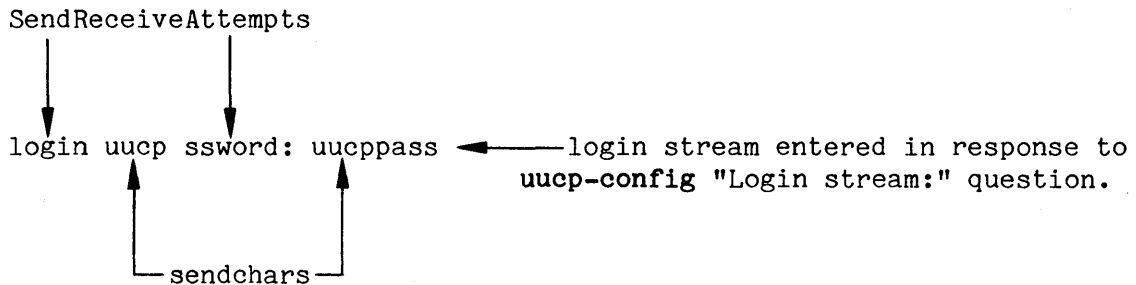 SendReceiveAttempts
login uucp ssword: uucppass
login stream entered in response to
uucp-config "Login stream:" question.
sendchars